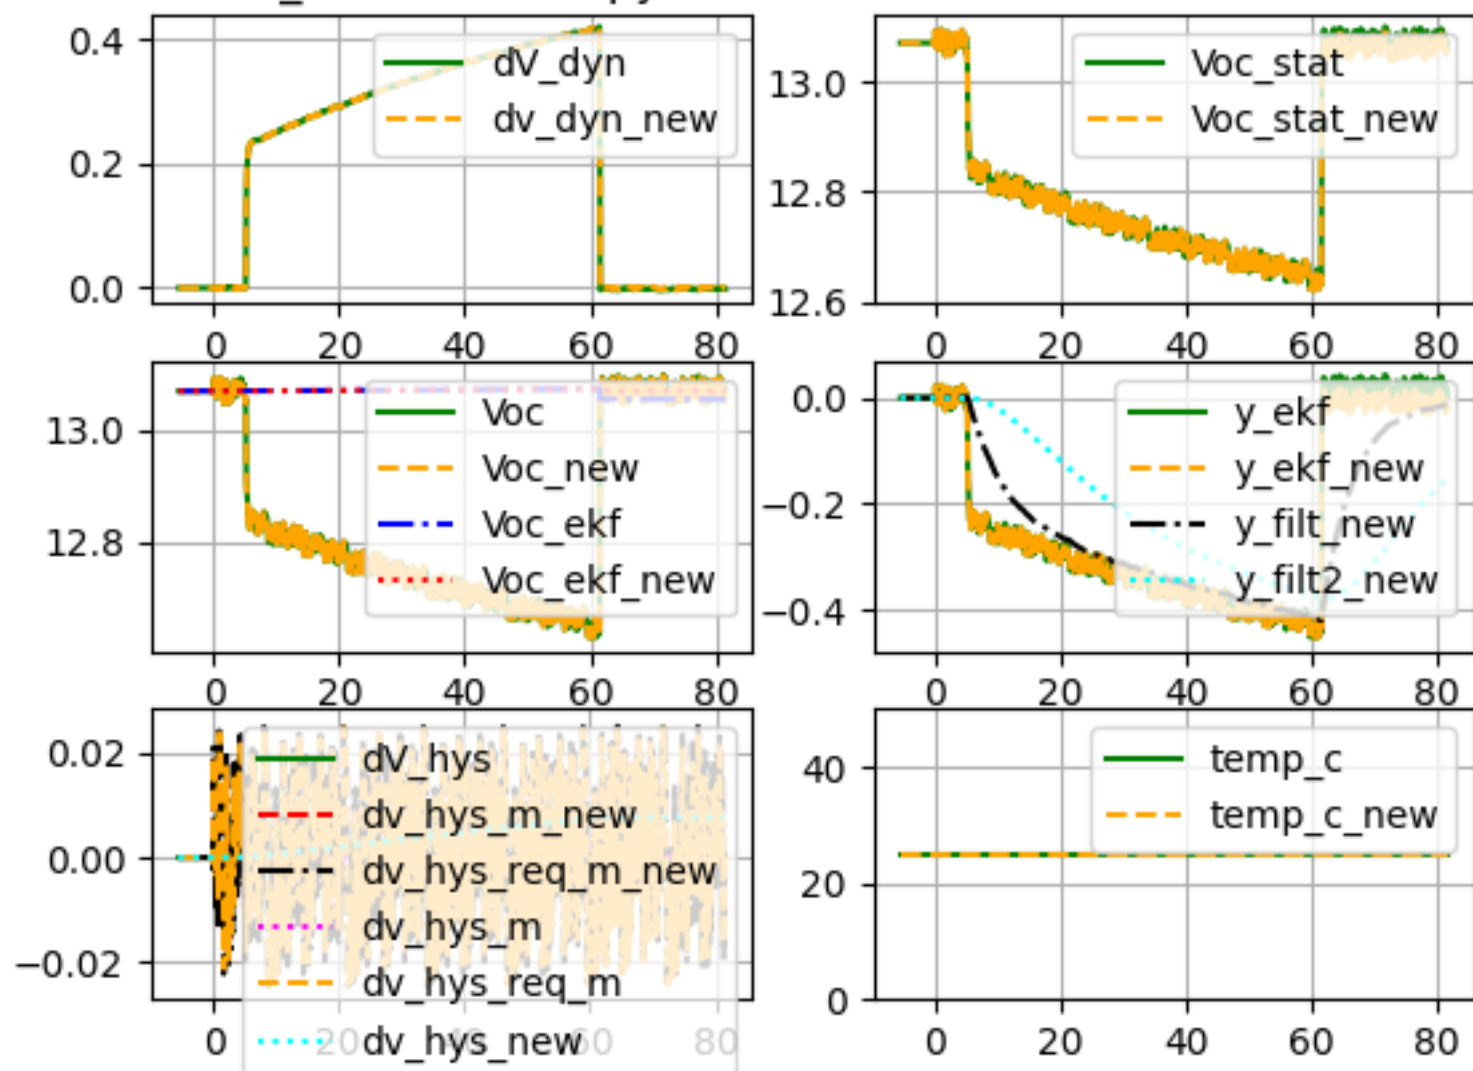 0.4
0.2
0.0
dV_dyn
dv_dyn_new
0 20 40 60 80
13.0
12.8
12.6
Voc_stat
Voc_stat_new
0 20 40 60 80
13.0
12.8
Voc
Voc_new
Voc_ekf
Voc_ekf_new
0 20 40 60 80
0.0
−0.2
−0.4
y_ekf
y_ekf_new
y_filt_new
y_filt2_new
0 20 40 60 80
0.02
0.00
−0.02
dV_hys
dv_hys_m_new
dv_hys_req_m_new
dv_hys_m
dv_hys_req_m
dv_hys_new
0 20 60 80
40
20
0
temp_c
temp_c_new
0 20 40 60 80